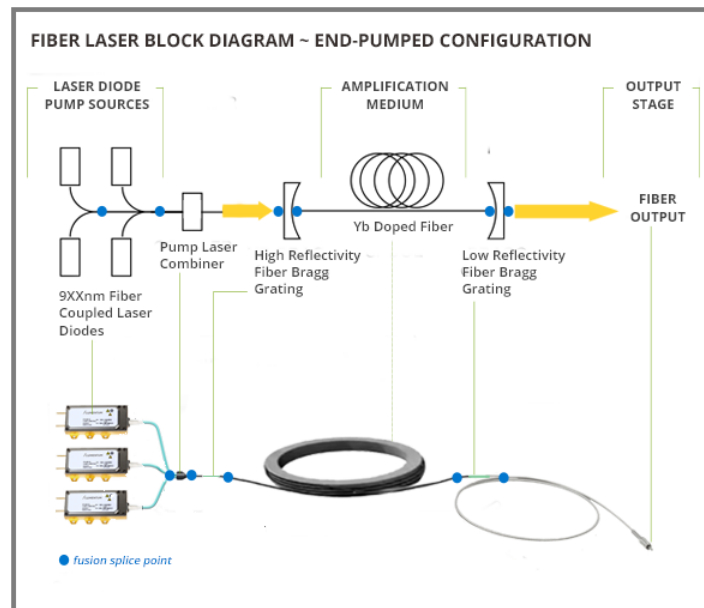 FIBER LASER BLOCK DIAGRAM ~ END-PUMPED CONFIGURATION
LASER DIODE
PUMP SOURCES
AMPLIFICATION
MEDIUM
OUTPUT
STAGE
FIBER
OUTPUT
Yb Doped Fiber
Pump Laser
Combiner
High Reflectivity
Fiber Bragg
Grating
Low Reflectivity
Fiber Bragg
Grating
9XXnm Fiber
Coupled Laser
Diodes
fusion splice point